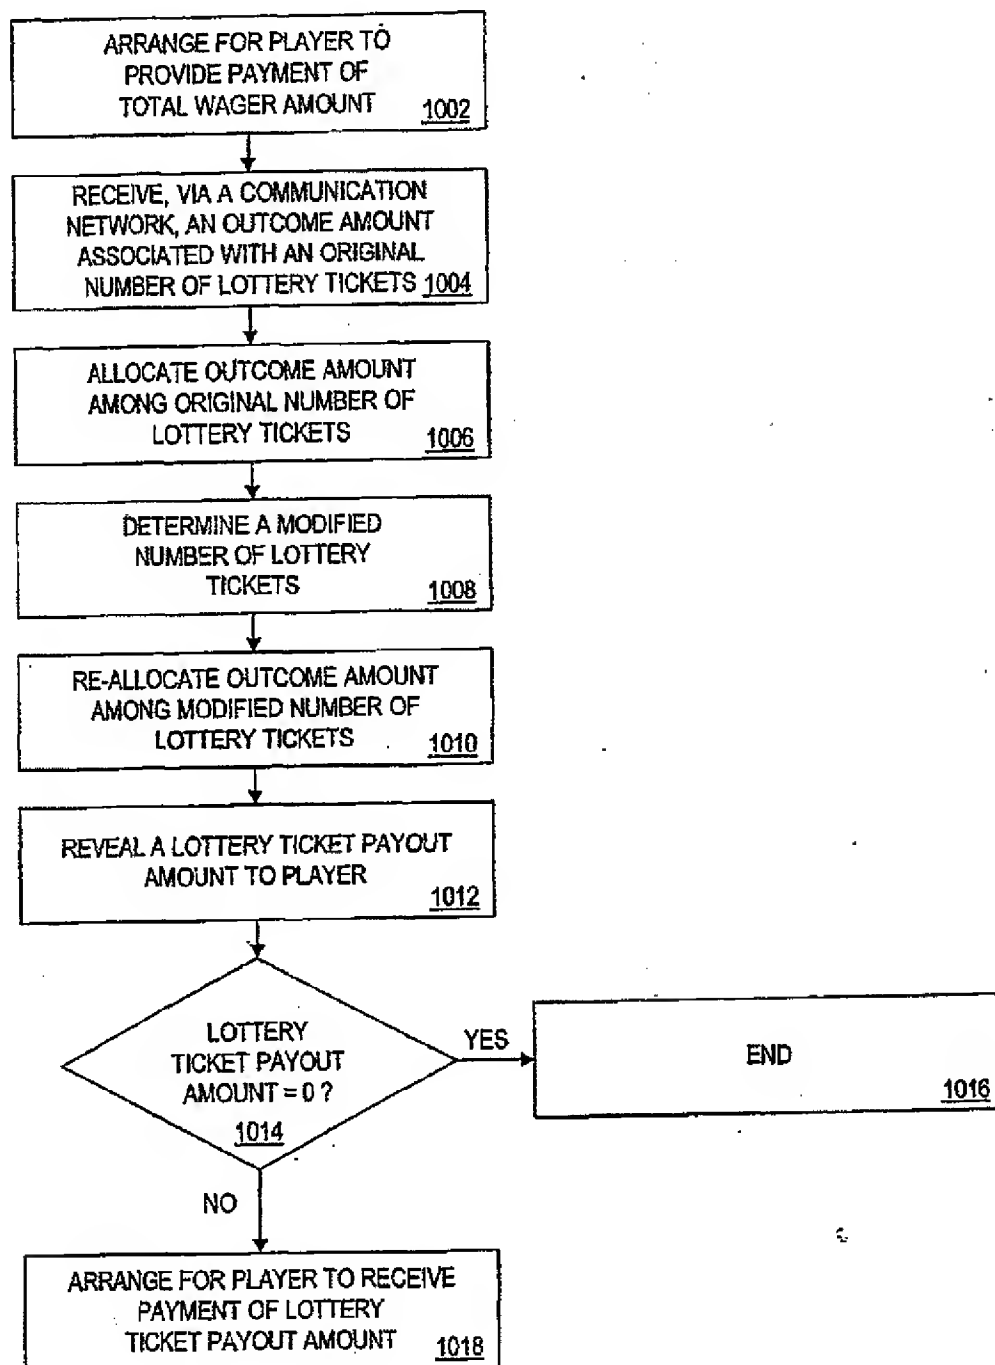 ARRANGE FOR PLAYER TO
PROVIDE PAYMENT OF
TOTAL WAGER AMOUNT 1002
RECEIVE, VIA A COMMUNICATION
NETWORK, AN OUTCOME AMOUNT
ASSOCIATED WITH AN ORIGINAL
NUMBER OF LOTTERY TICKETS 1004
ALLOCATE OUTCOME AMOUNT
AMONG ORIGINAL NUMBER OF
LOTTERY TICKETS 1006
DETERMINE A MODIFIED
NUMBER OF LOTTERY
TICKETS 1008
RE-ALLOCATE OUTCOME AMOUNT
AMONG MODIFIED NUMBER OF
LOTTERY TICKETS 1010
REVEAL A LOTTERY TICKET PAYOUT
AMOUNT TO PLAYER 1012
LOTTERY
TICKET PAYOUT
AMOUNT = 0 ?
1014
YES
END
1016
NO
ARRANGE FOR PLAYER TO RECEIVE
PAYMENT OF LOTTERY
TICKET PAYOUT AMOUNT 1018